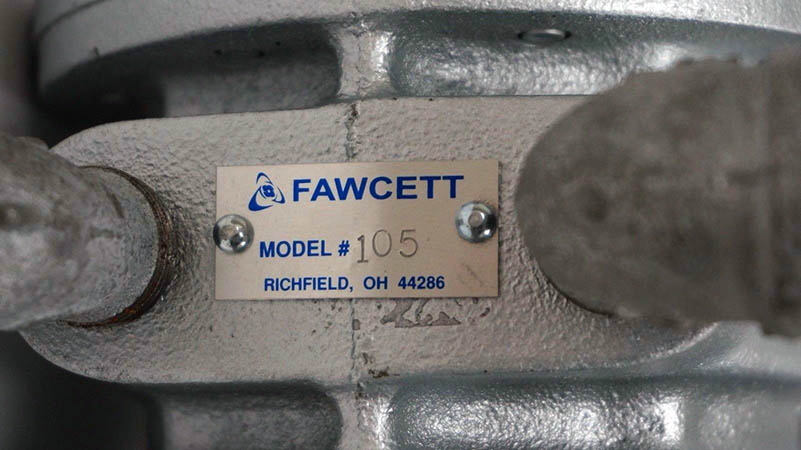 FAWCETT
MODEL # 105
RICHFIELD, OH 44286